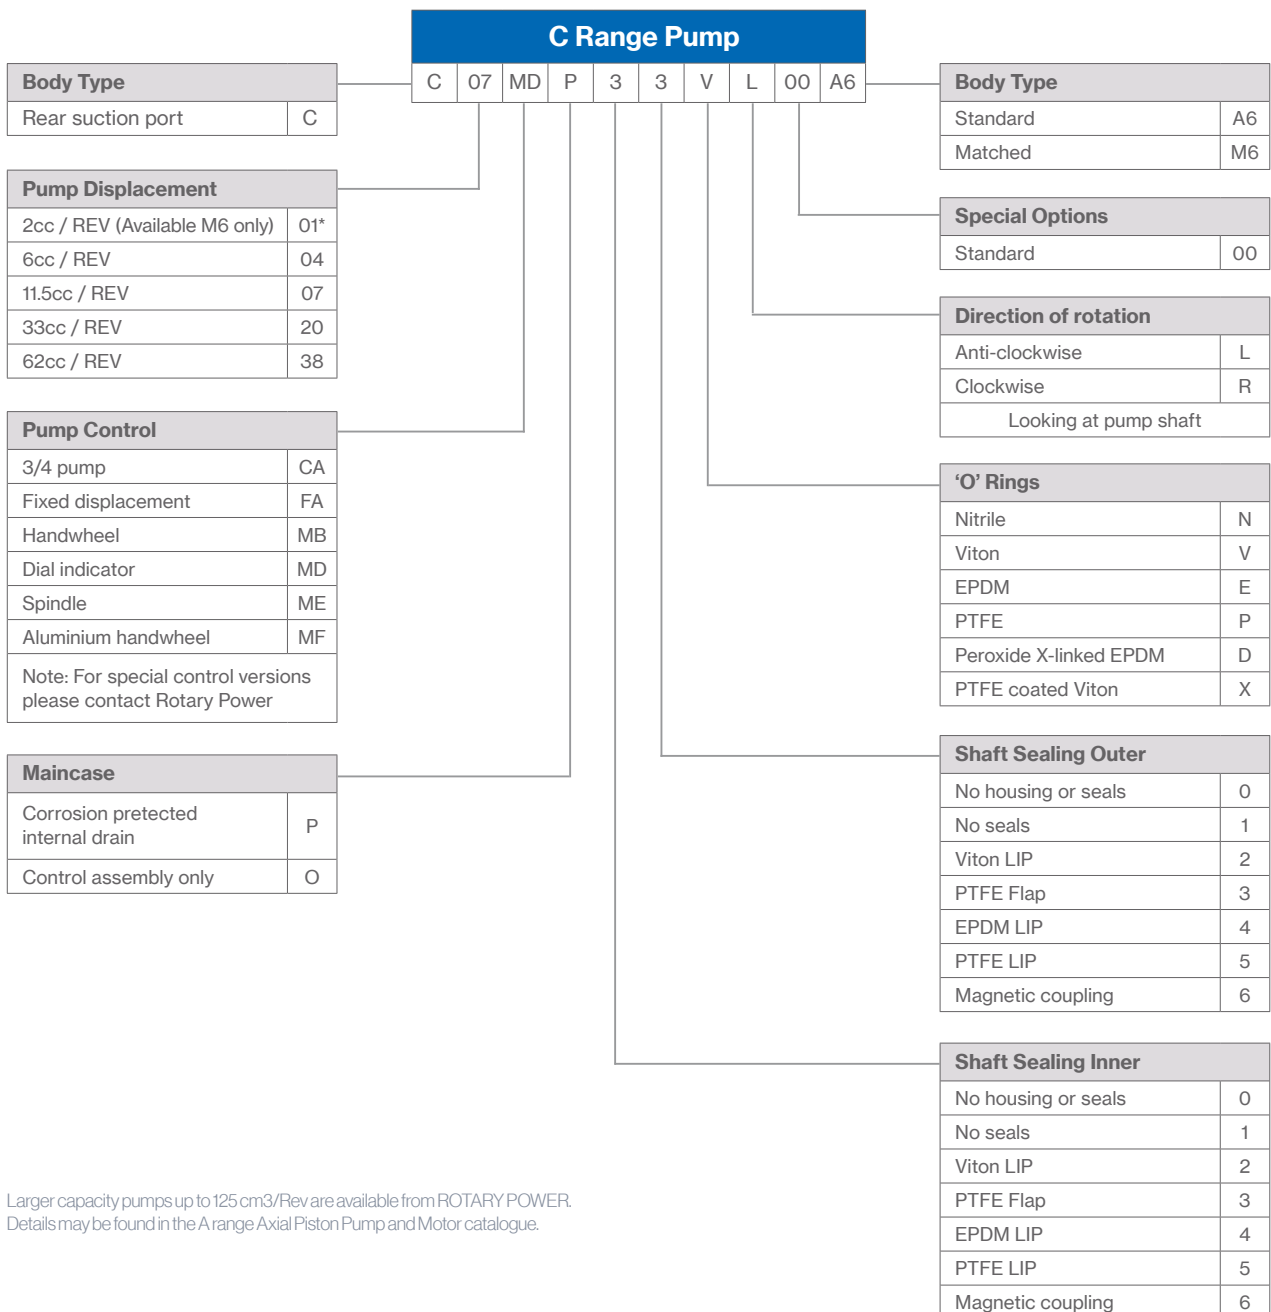 C Range Pump
C 07 MD P 3 3 V L 00 A6
Body Type
Rear suction port C
Pump Displacement
2cc / REV (Available M6 only) 01*
6cc / REV 04
11.5cc / REV 07
33cc / REV 20
62cc / REV 38
Pump Control
3/4 pump CA
Fixed displacement FA
Handwheel MB
Dial indicator MD
Spindle ME
Aluminium handwheel MF
Note: For special control versions
please contact Rotary Power
Maincase
Corrosion pretected
internal drain P
Control assembly only O
Body Type
Standard A6
Matched M6
Special Options
Standard 00
Direction of rotation
Anti-clockwise L
Clockwise R
Looking at pump shaft
‘O’ Rings
Nitrile N
Viton V
EPDM E
PTFE P
Peroxide X-linked EPDM D
PTFE coated Viton X
Shaft Sealing Outer
No housing or seals 0
No seals 1
Viton LIP 2
PTFE Flap 3
EPDM LIP 4
PTFE LIP 5
Magnetic coupling 6
Shaft Sealing Inner
No housing or seals 0
No seals 1
Viton LIP 2
PTFE Flap 3
EPDM LIP 4
PTFE LIP 5
Magnetic coupling 6
Larger capacity pumps up to 125 cm3/Rev are available from ROTARY POWER.
Details may be found in the A range Axial Piston Pump and Motor catalogue.